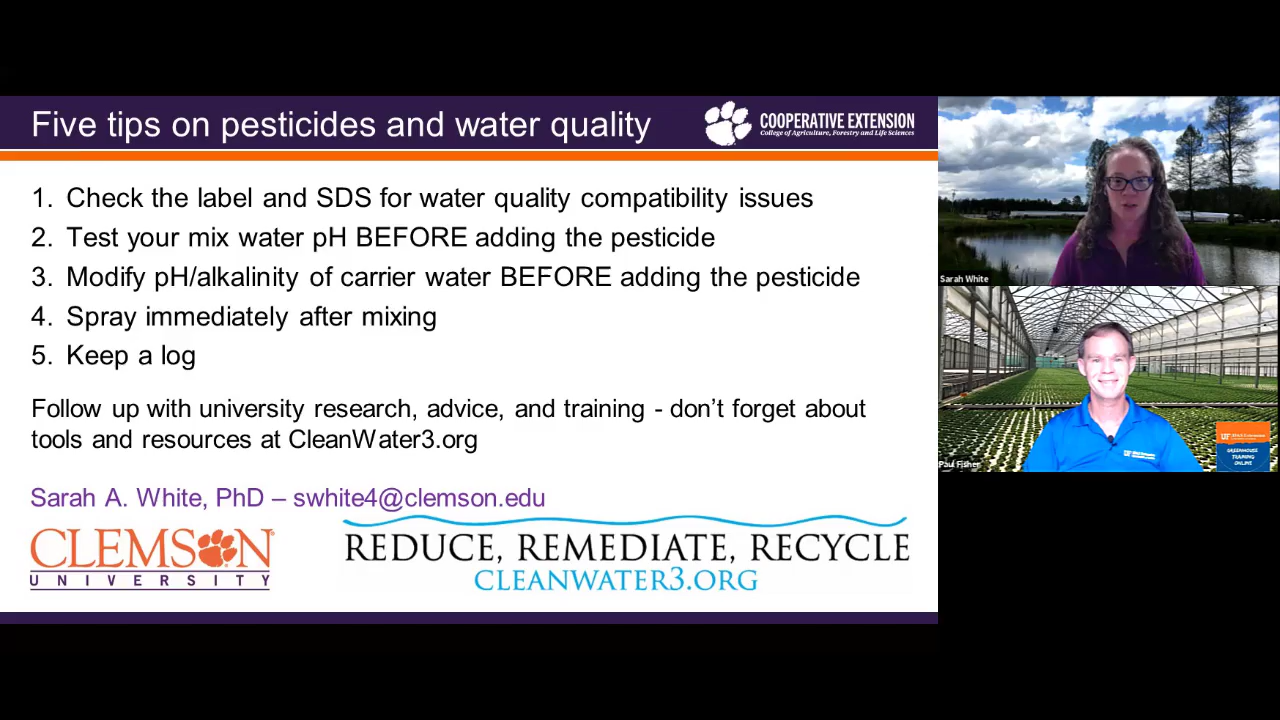 Five tips on pesticides and water quality
COOPERATIVE EXTENSION
College of Agriculture, Forestry and Life Sciences
1. Check the label and SDS for water quality compatibility issues
2. Test your mix water pH BEFORE adding the pesticide
3. Modify pH/alkalinity of carrier water BEFORE adding the pesticide
4. Spray immediately after mixing
5. Keep a log
Follow up with university research, advice, and training - don’t forget about
tools and resources at CleanWater3.org
Sarah A. White, PhD – swhite4@clemson.edu
CLEMSON®
UNIVERSITY
REDUCE, REMEDIATE, RECYCLE
CLEANWATER3.ORG
Sarah White
Paul Fisher
UF
GREENHOUSE
TRAINING
ONLINE